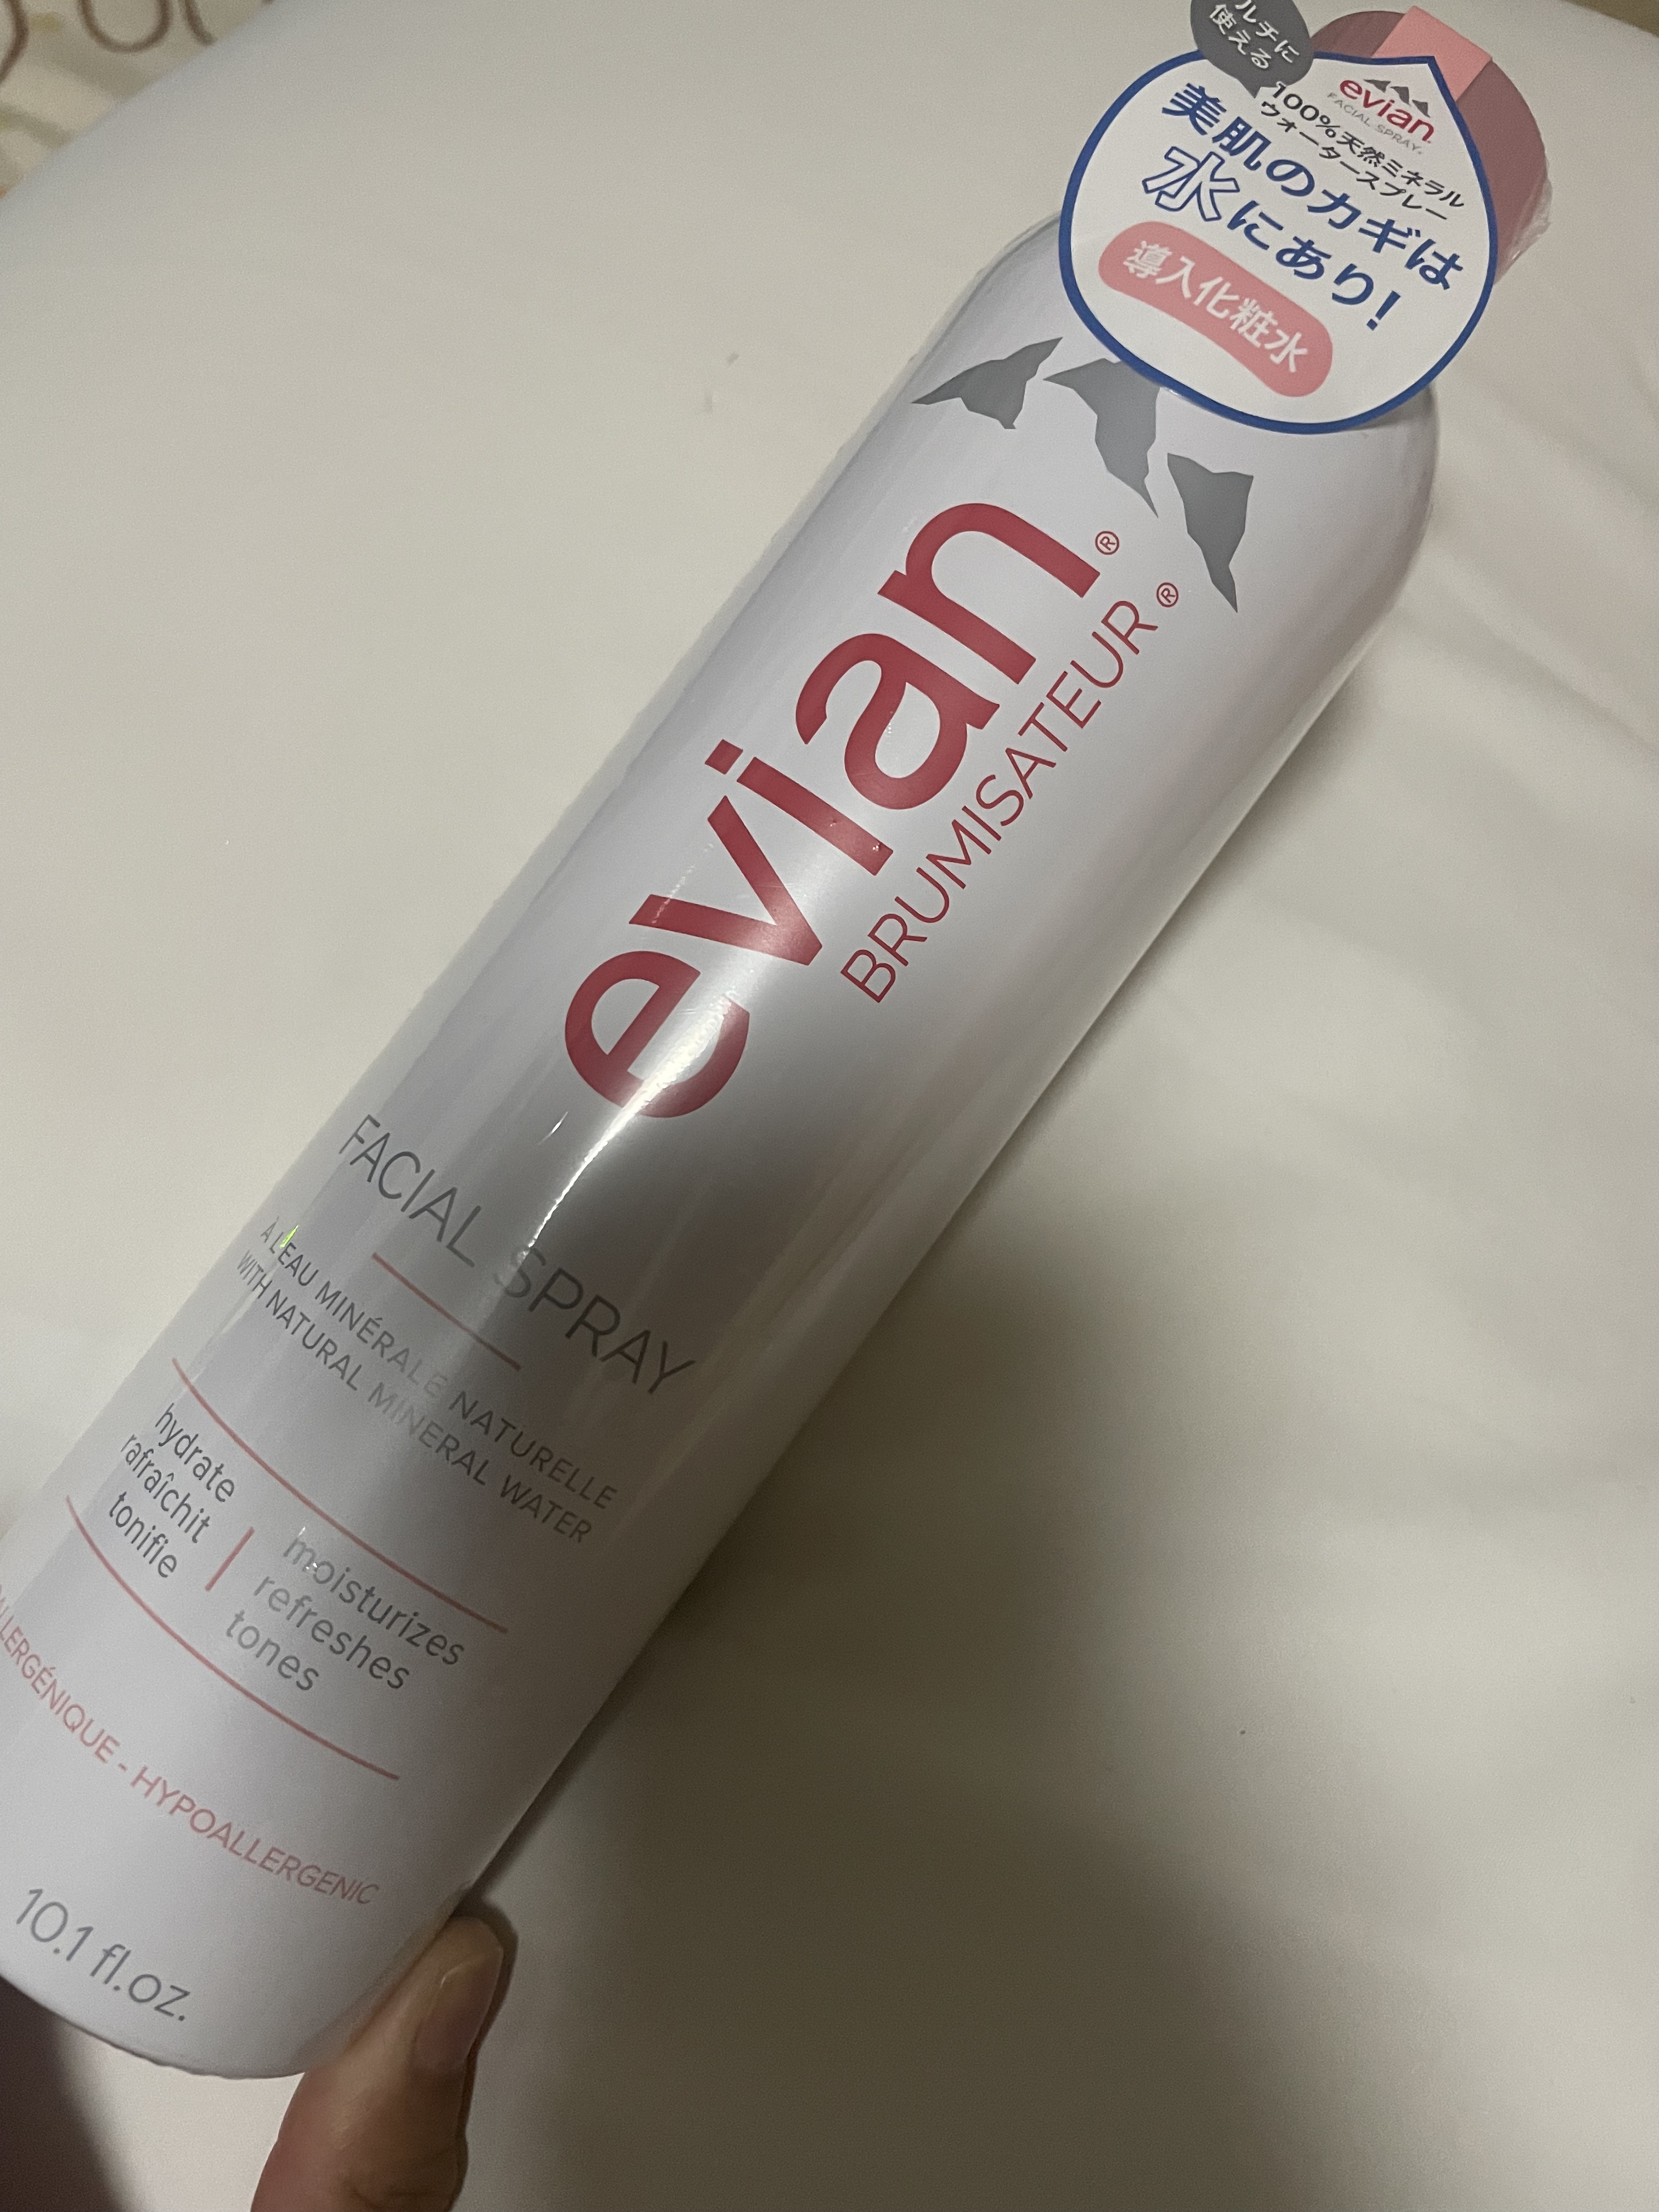 ルチに
使える
evian
FACIAL SPRAY
100%天然ミネラル
ウォータースプレー
美肌のカギは
水にあり!
導入化粧水
evian®
BRUMISATEUR®
FACIAL SPRAY
À L'EAU MINÉRALE NATURELLE
WITH NATURAL MINERAL WATER
hydrate
rafraîchit
tonifie
moisturizes
refreshes
tones
ALLERGÉNIQUE - HYPOALLERGENIC
10.1 fl.oz.